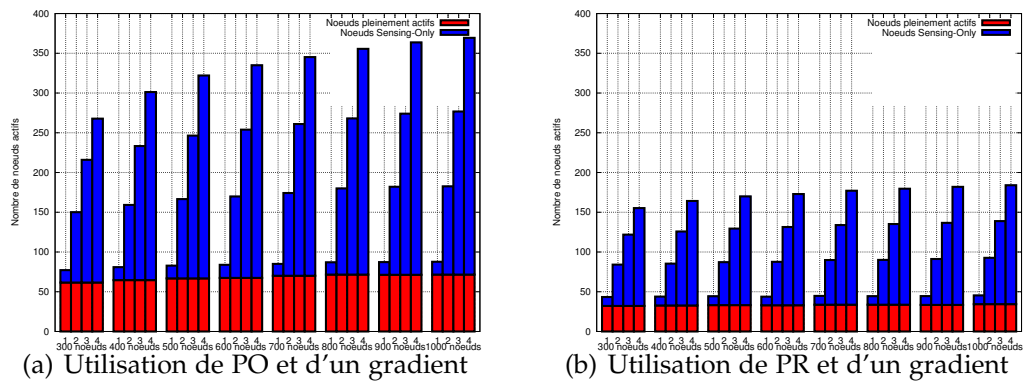 400
350
300
250
200
150
100
50
0
Nombre de noeuds actifs
Noeuds pleinement actifs
Noeuds Sensing-Only
1 2 3 4 1 2 3 4 1 2 3 4 1 2 3 4 1 2 3 4 1 2 3 4 1 2 3 4 1 2 3 4
300 noeuds 400 noeuds 500 noeuds 600 noeuds 700 noeuds 800 noeuds 900 noeuds 1000 noeuds
(a) Utilisation de PO et d'un gradient
400
350
300
250
200
150
100
50
0
Nombre de noeuds actifs
Noeuds pleinement actifs
Noeuds Sensing-Only
1 2 3 4 1 2 3 4 1 2 3 4 1 2 3 4 1 2 3 4 1 2 3 4 1 2 3 4 1 2 3 4
300 noeuds 400 noeuds 500 noeuds 600 noeuds 700 noeuds 800 noeuds 900 noeuds 1000 noeuds
(b) Utilisation de PR et d'un gradient